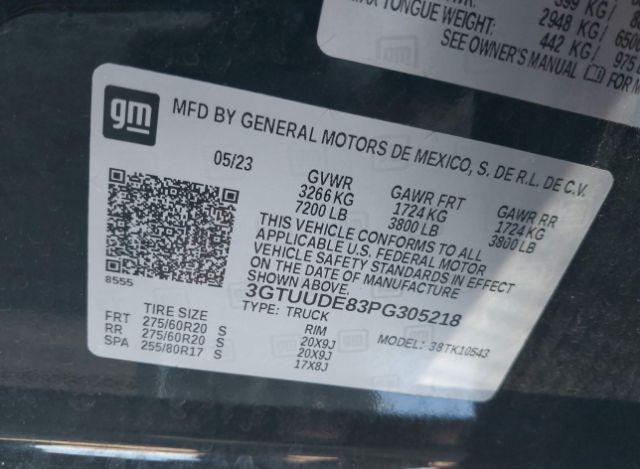 399 KG
MAX TONGUE WEIGHT: 2948 KG
442 KG
SEE OWNER'S MANUAL FOR
gm
MFD BY GENERAL MOTORS DE MEXICO, S. DE R.L. DE C.V.
05/23
GVWR GAWR FRT GAWR RR
3266 KG 1724 KG 1724 KG
7200 LB 3800 LB 3800 LB
THIS VEHICLE CONFORMS TO ALL
APPLICABLE U.S. FEDERAL MOTOR
VEHICLE SAFETY STANDARDS IN EFFECT
ON THE DATE OF MANUFACTURE
SHOWN ABOVE.
8555
3GTUUDE83PG305218
TYPE: TRUCK
MODEL: 38TK10543
TIRE SIZE RIM
FRT 275/60R20 S 20X9J
RR 275/60R20 S 20X9J
SPA 255/80R17 S 17X8J